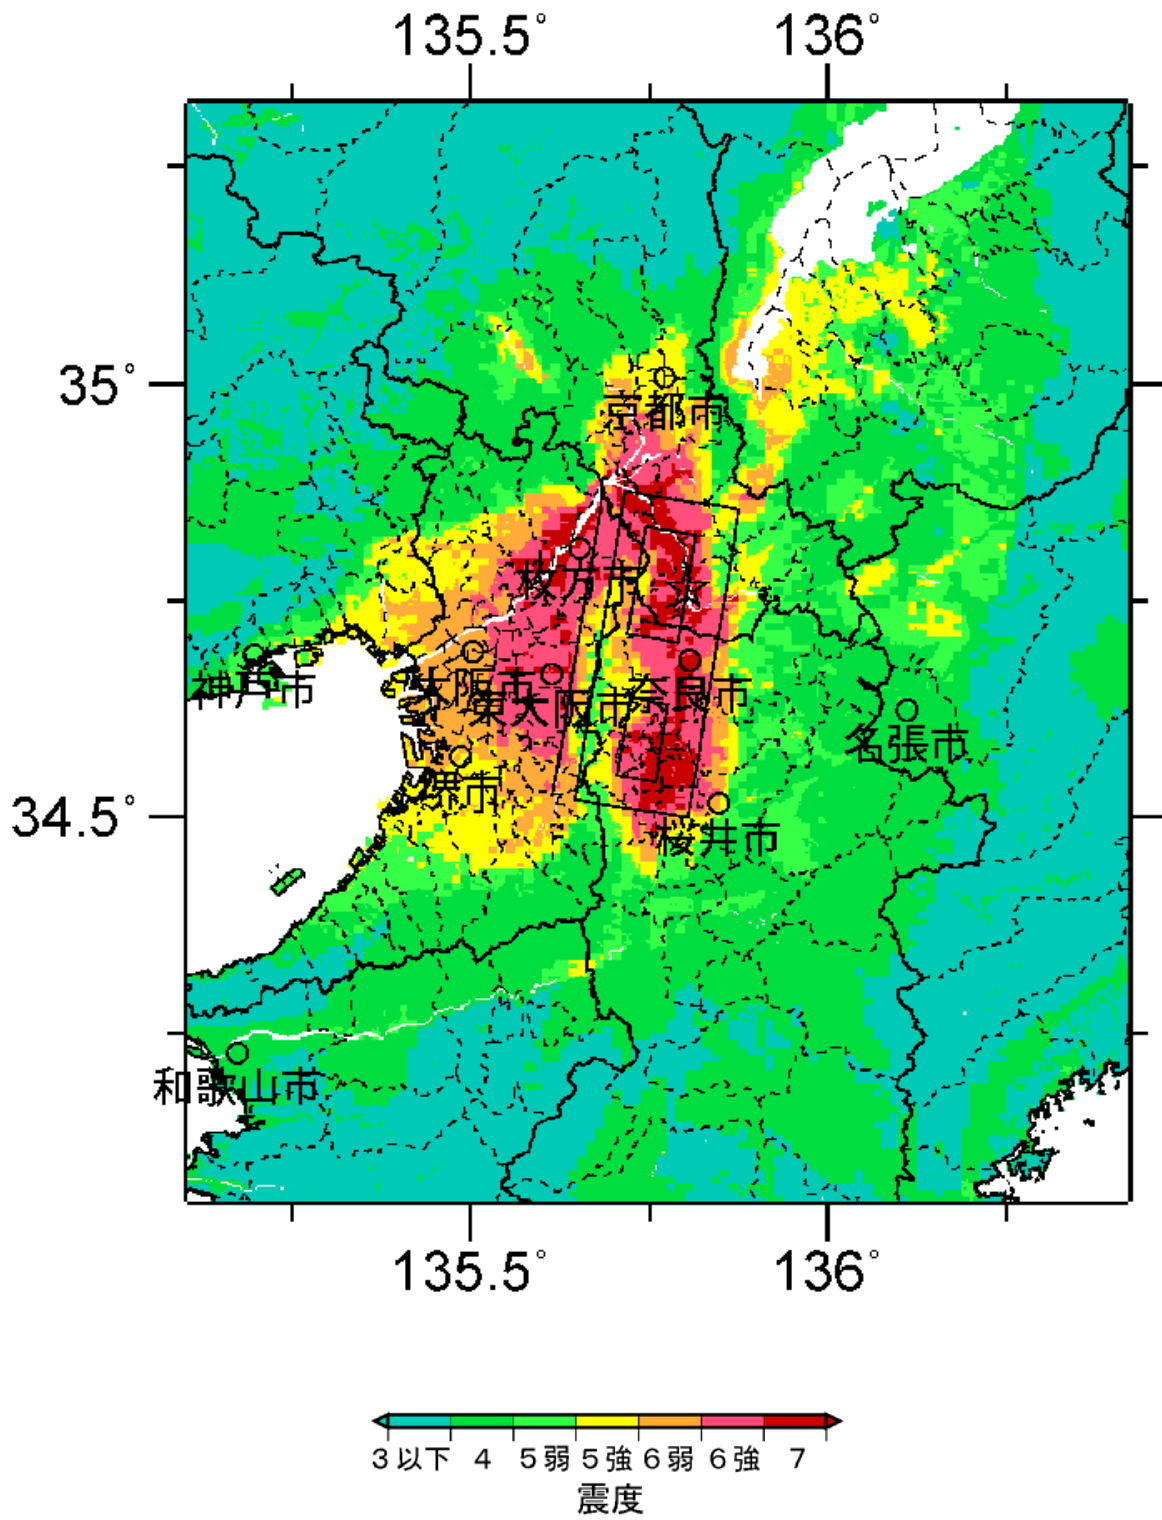 135.5° 136°
35°
京都市
枚方市
神戸市
大阪市
東大阪市
奈良市
名張市
堺市
34.5°
桜井市
和歌山市
135.5° 136°
3以下 4 5弱 5強 6弱 6強 7
震度